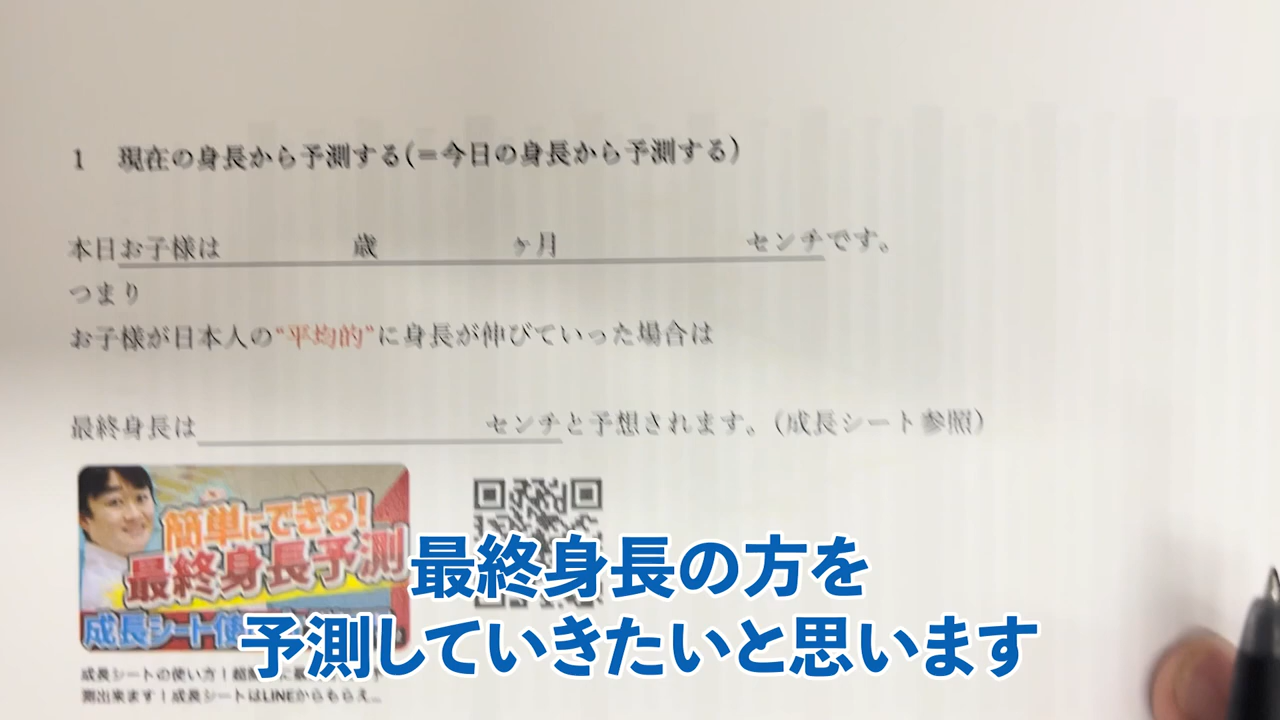 1 現在の身長から予測する(=今日の身長から予測する)
本日お子様は 歳 ヶ月 センチです。
つまり
お子様が日本人の“平均的”に身長が伸びていった場合は
最終身長は センチと予想されます。(成長シート参照)
簡単にできる!
最終身長予測
成長シート使
最終身長の方を
予測していきたいと思います
成長シートの使い方!
測出来ます!成長シートはLINEからもらえ...